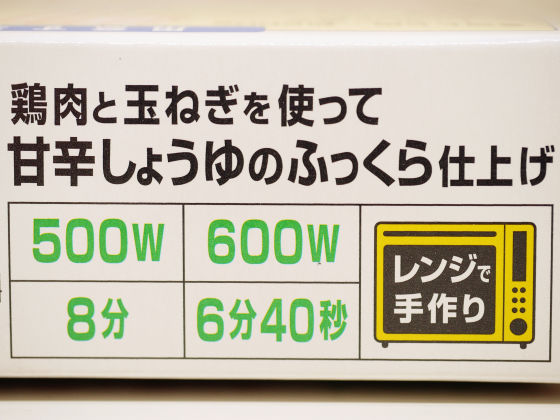 鶏肉と玉ねぎを使って
甘辛しょうゆのふっくら仕上げ
500W 600W
8分 6分40秒
レンジで
手作り